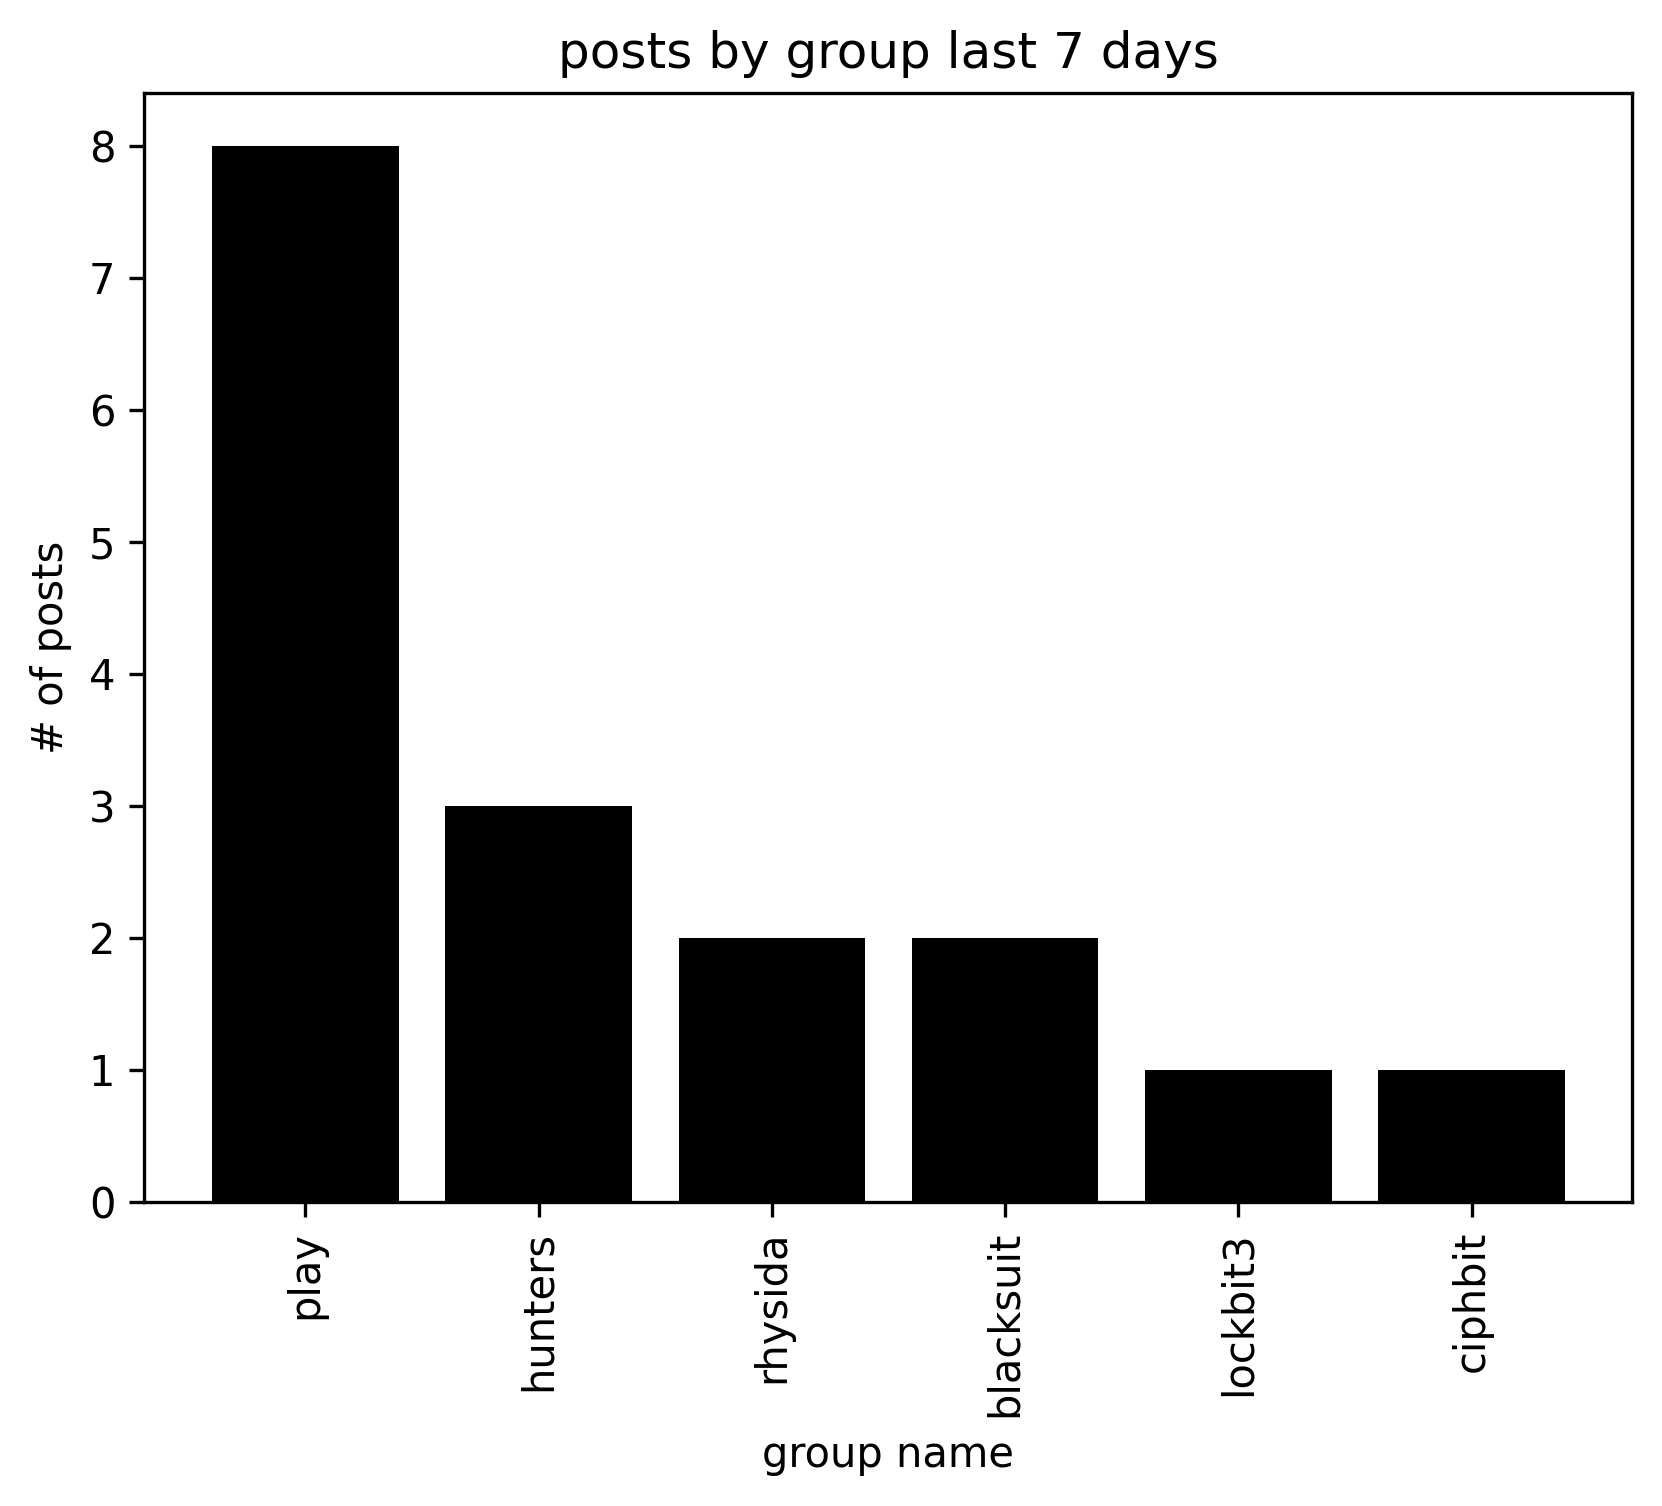 posts by group last 7 days
# of posts
8
7
6
5
4
3
2
1
0
play
hunters
rhysida
blacksuit
lockbit3
ciphbit
group name